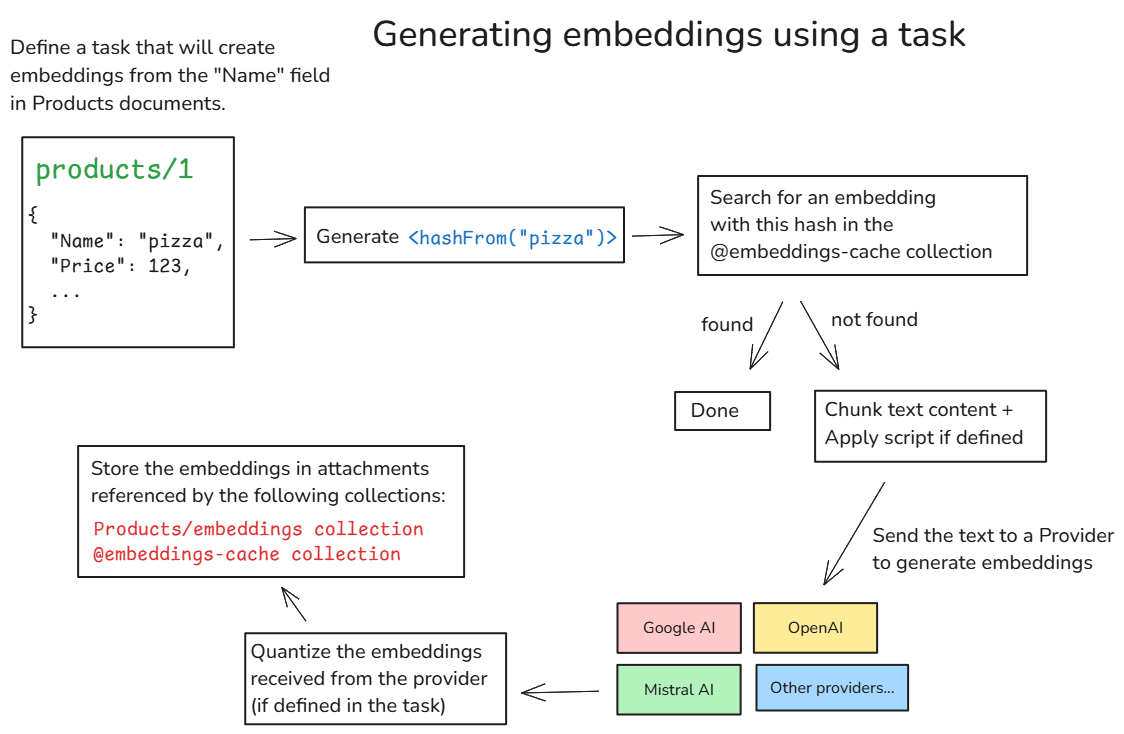 Generating embeddings using a task
Define a task that will create
embeddings from the "Name" field
in Products documents.
products/1
{
"Name": "pizza",
"Price": 123,
...
}
Generate <hashFrom("pizza")>
Search for an embedding
with this hash in the
@embeddings-cache collection
found
not found
Done
Chunk text content +
Apply script if defined
Send the text to a Provider
to generate embeddings
Google AI
OpenAI
Mistral AI
Other providers...
Quantize the embeddings
received from the provider
(if defined in the task)
Store the embeddings in attachments
referenced by the following collections:
Products/embeddings collection
@embeddings-cache collection